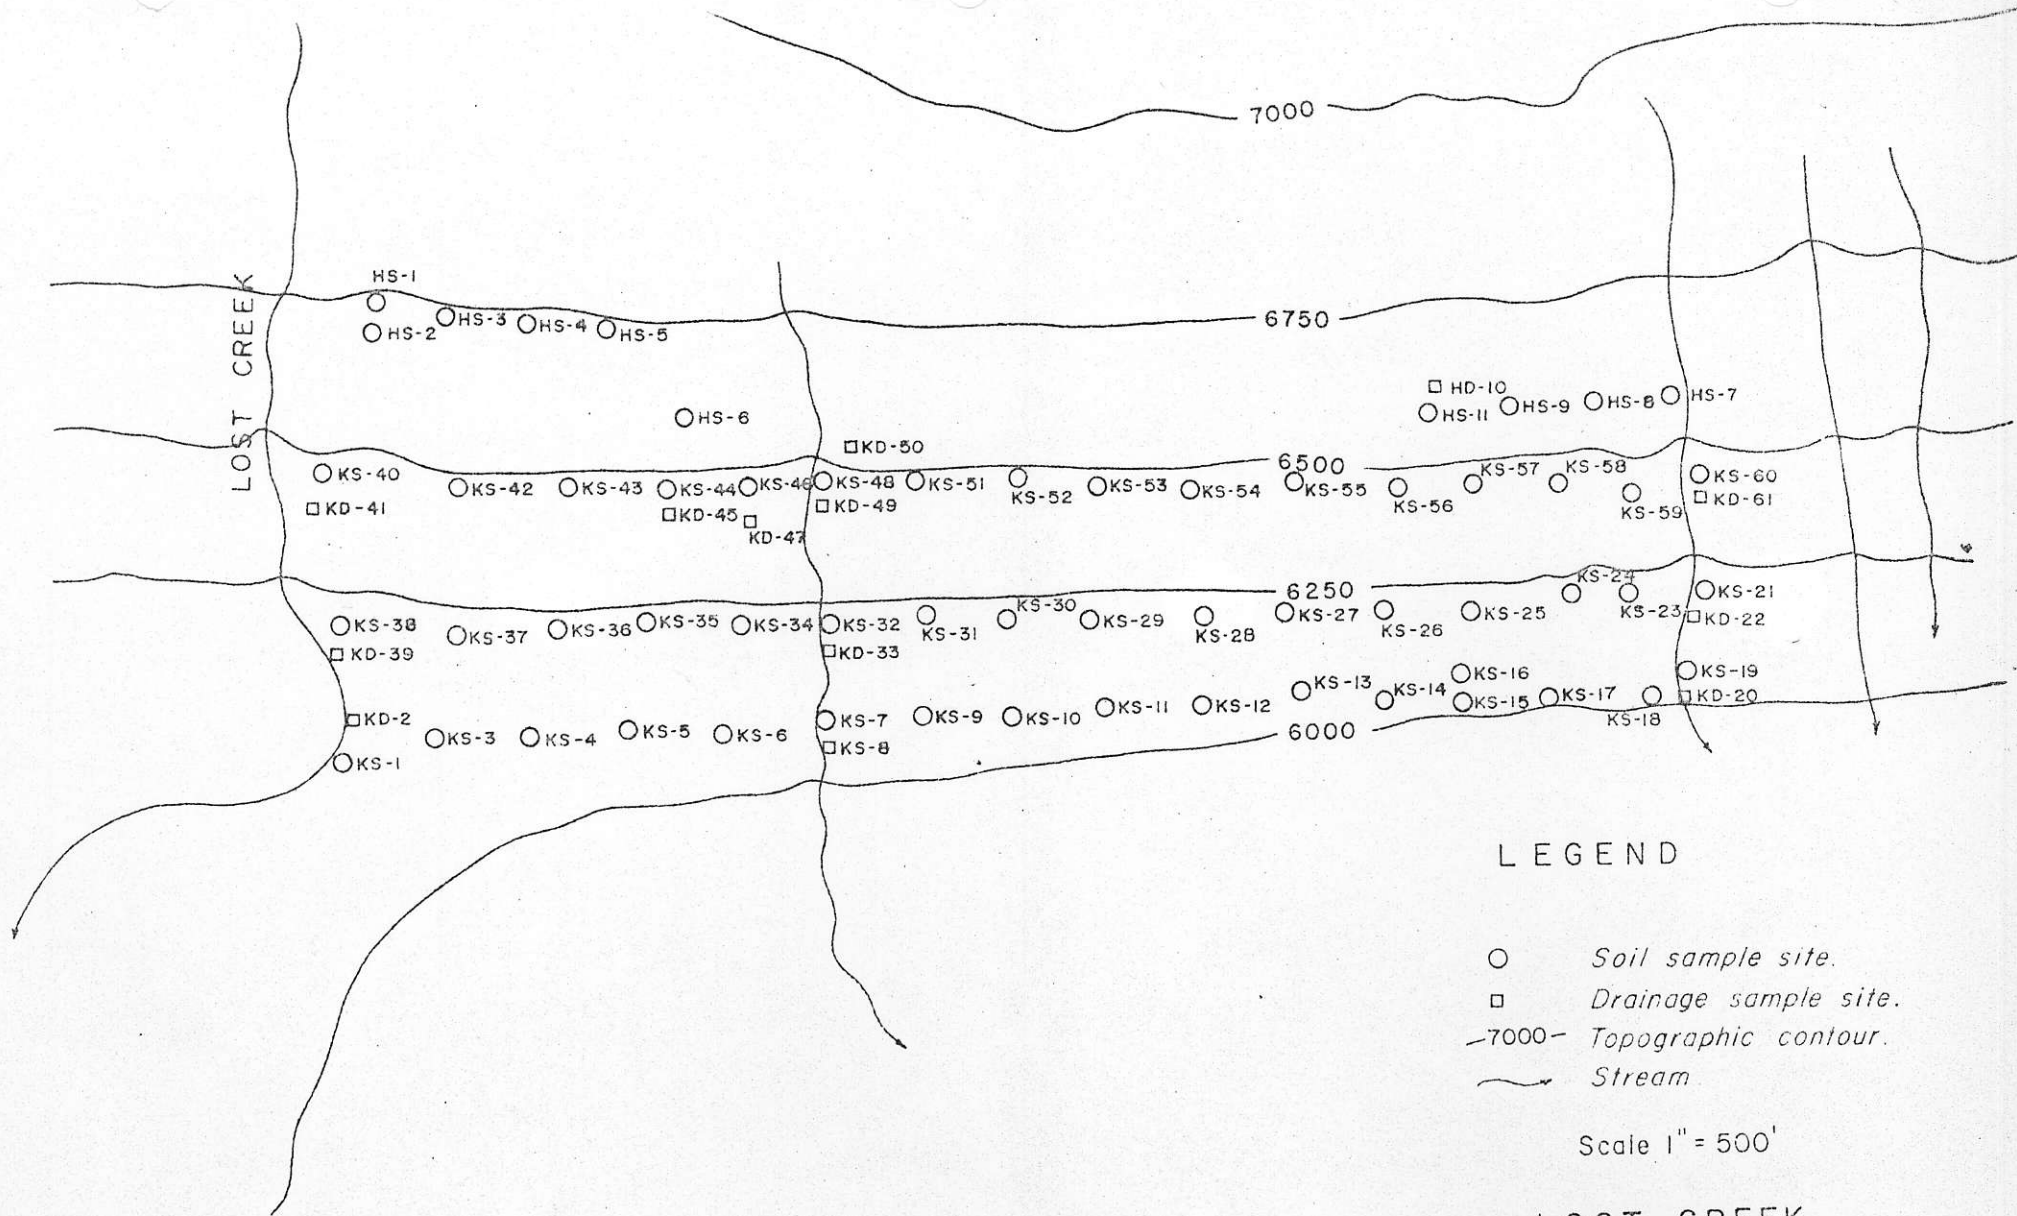 7000
LOST CREEK
HS-1
HS-2
HS-3
HS-4
HS-5
6750
HD-10
HS-11
HS-9
HS-8
HS-7
HS-6
KD-50
6500
KS-40
KS-42
KS-43
KS-44
KS-46
KS-48
KS-51
KS-52
KS-53
KS-54
KS-55
KS-56
KS-57
KS-58
KS-59
KS-60
KD-41
KD-45
KD-47
KD-49
KD-61
6250
KS-38
KS-37
KS-36
KS-35
KS-34
KS-32
KS-31
KS-30
KS-29
KS-28
KS-27
KS-26
KS-25
KS-24
KS-23
KS-21
KD-22
KD-39
KD-33
KD-2
KS-1
KS-3
KS-4
KS-5
KS-6
KS-7
KS-8
KS-9
KS-10
KS-11
KS-12
KS-13
KS-14
KS-16
KS-15
KS-17
KS-18
KS-19
KD-20
6000
LEGEND
Soil sample site.
Drainage sample site.
-7000- Topographic contour.
Stream
Scale 1" = 500'
LOST CREEK